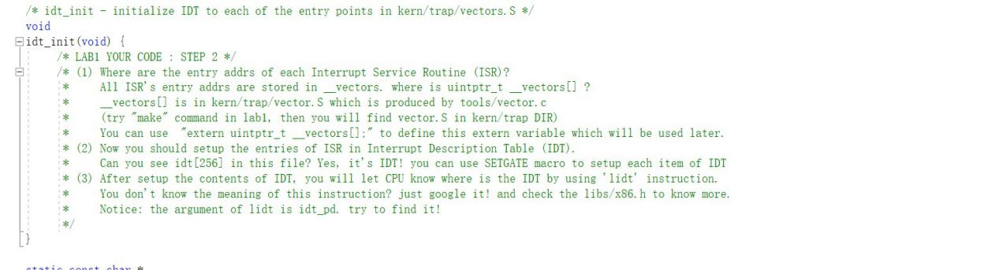 /* idt_init - initialize IDT to each of the entry points in kern/trap/vectors.S */
void
idt_init(void) {
/* LAB1 YOUR CODE : STEP 2 */
/* (1) Where are the entry addrs of each Interrupt Service Routine (ISR)?
* All ISR's entry addrs are stored in __vectors. where is uintptr_t __vectors[] ?
* __vectors[] is in kern/trap/vector.S which is produced by tools/vector.c
* (try "make" command in lab1, then you will find vector.S in kern/trap DIR)
* You can use "extern uintptr_t __vectors[];" to define this extern variable which will be used later.
* (2) Now you should setup the entries of ISR in Interrupt Description Table (IDT).
* Can you see idt[256] in this file? Yes, it's IDT! you can use SETGATE macro to setup each item of IDT
* (3) After setup the contents of IDT, you will let CPU know where is the IDT by using 'lidt' instruction.
* You don't know the meaning of this instruction? just google it! and check the libs/x86.h to know more.
* Notice: the argument of lidt is idt_pd. try to find it!
*/
}
static const char *